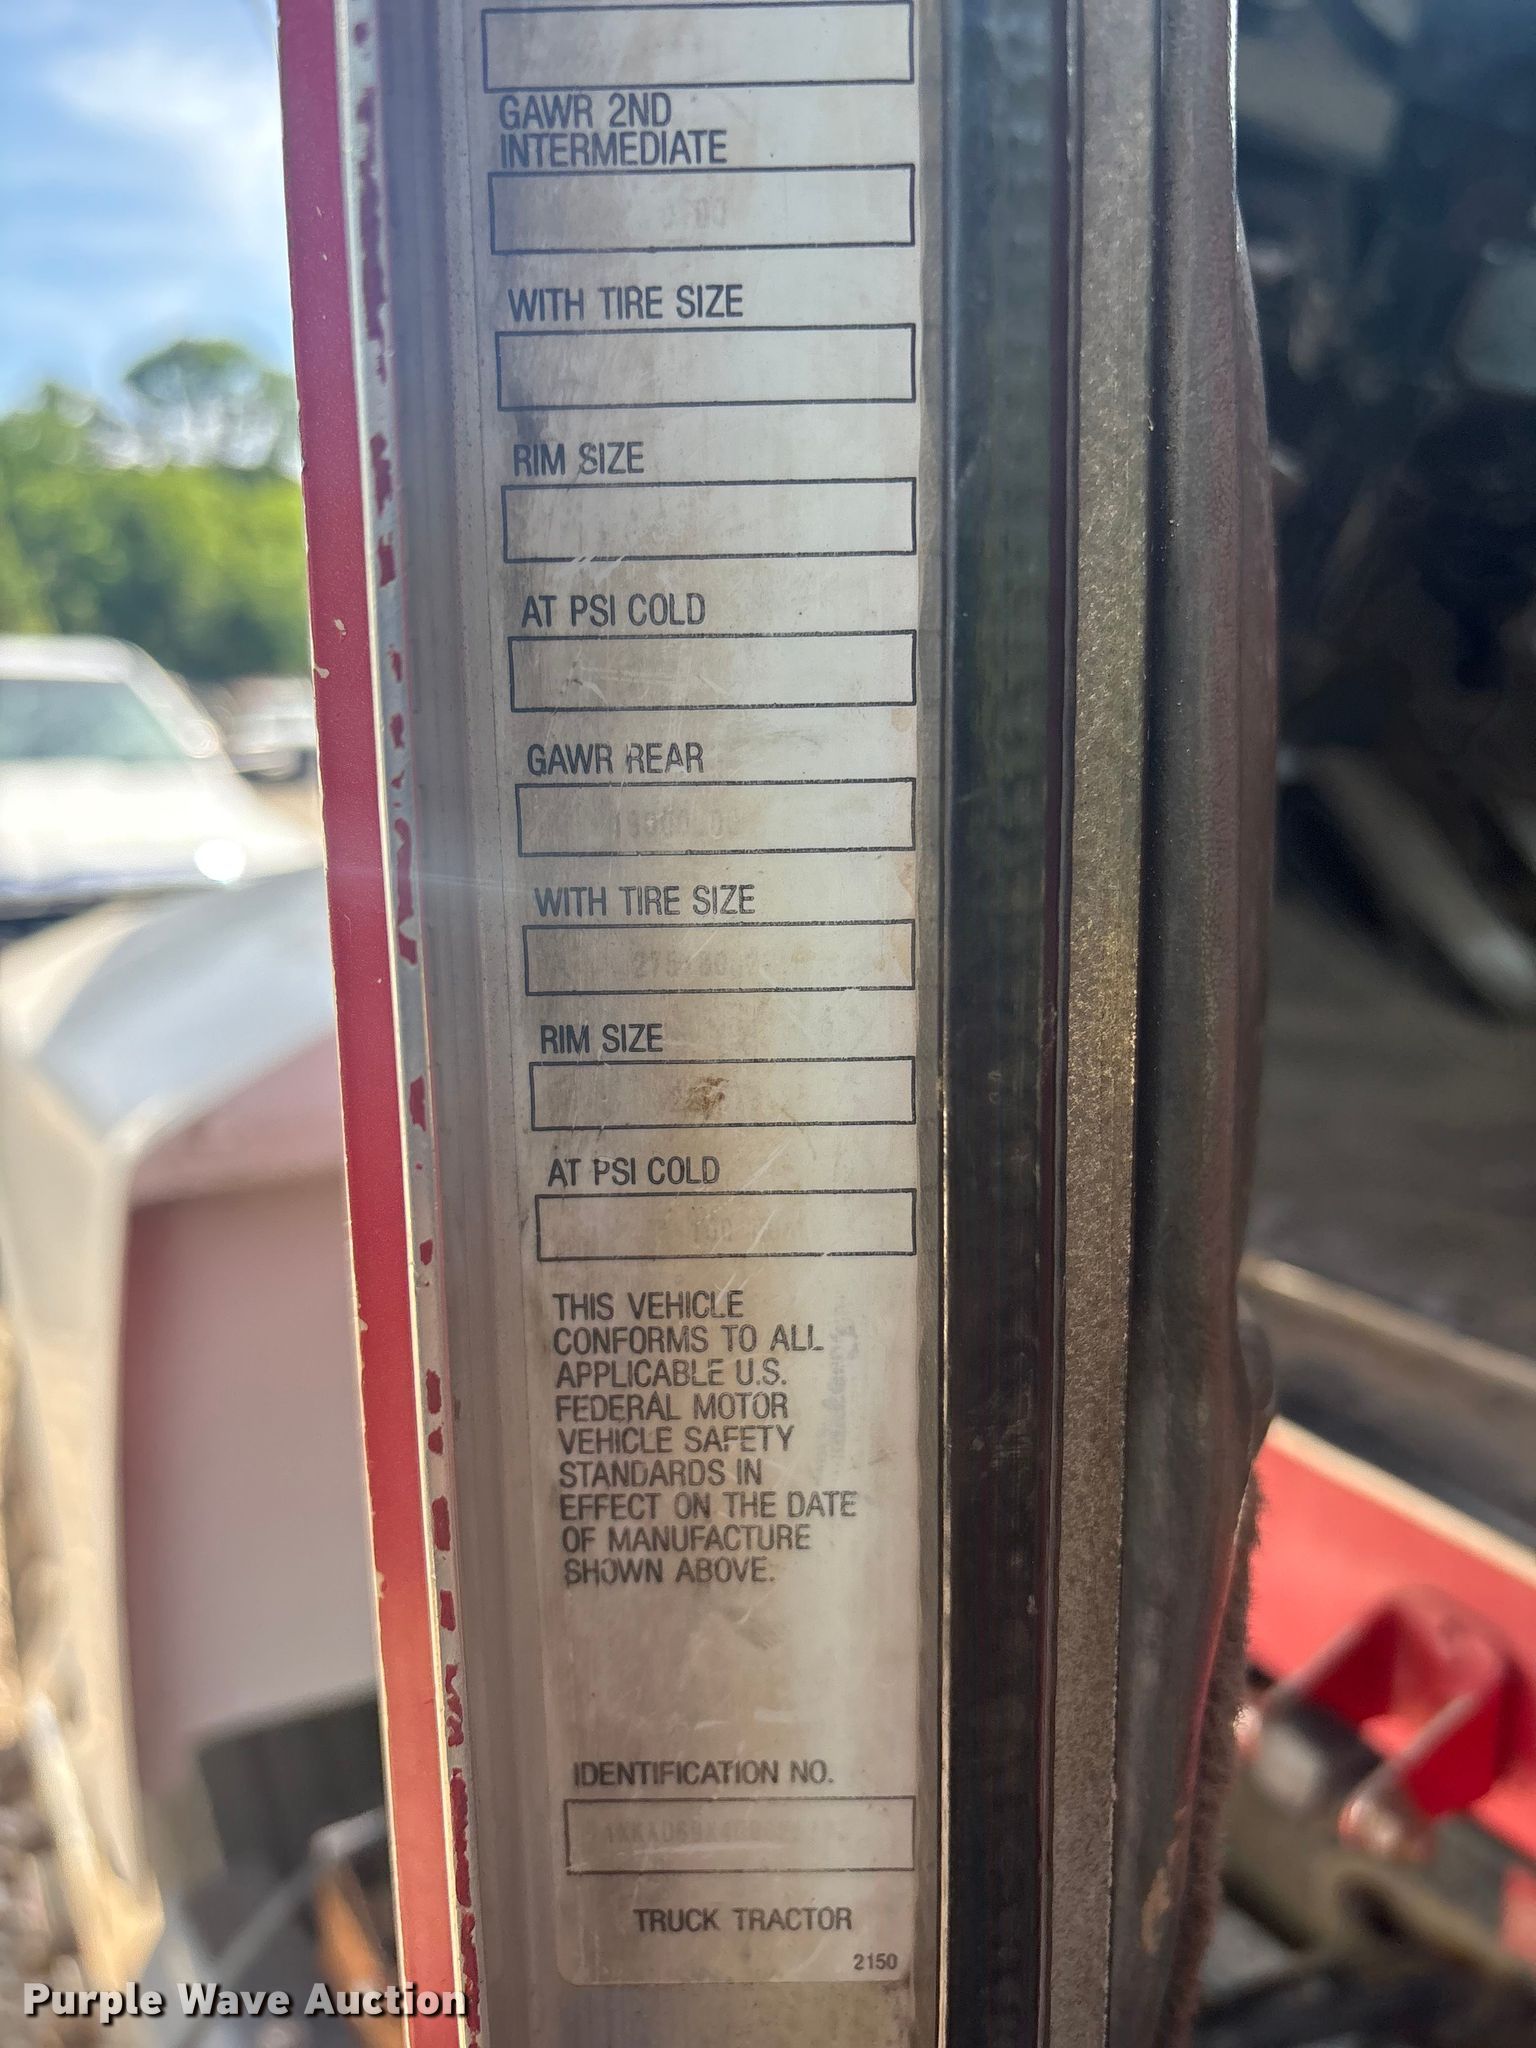 GAWR 2ND
INTERMEDIATE
WITH TIRE SIZE
RIM SIZE
AT PSI COLD
GAWR REAR
WITH TIRE SIZE
RIM SIZE
AT PSI COLD
THIS VEHICLE
CONFORMS TO ALL
APPLICABLE U.S.
FEDERAL MOTOR
VEHICLE SAFETY
STANDARDS IN
EFFECT ON THE DATE
OF MANUFACTURE
SHOWN ABOVE.
IDENTIFICATION NO.
TRUCK TRACTOR
2150
Purple Wave Auction